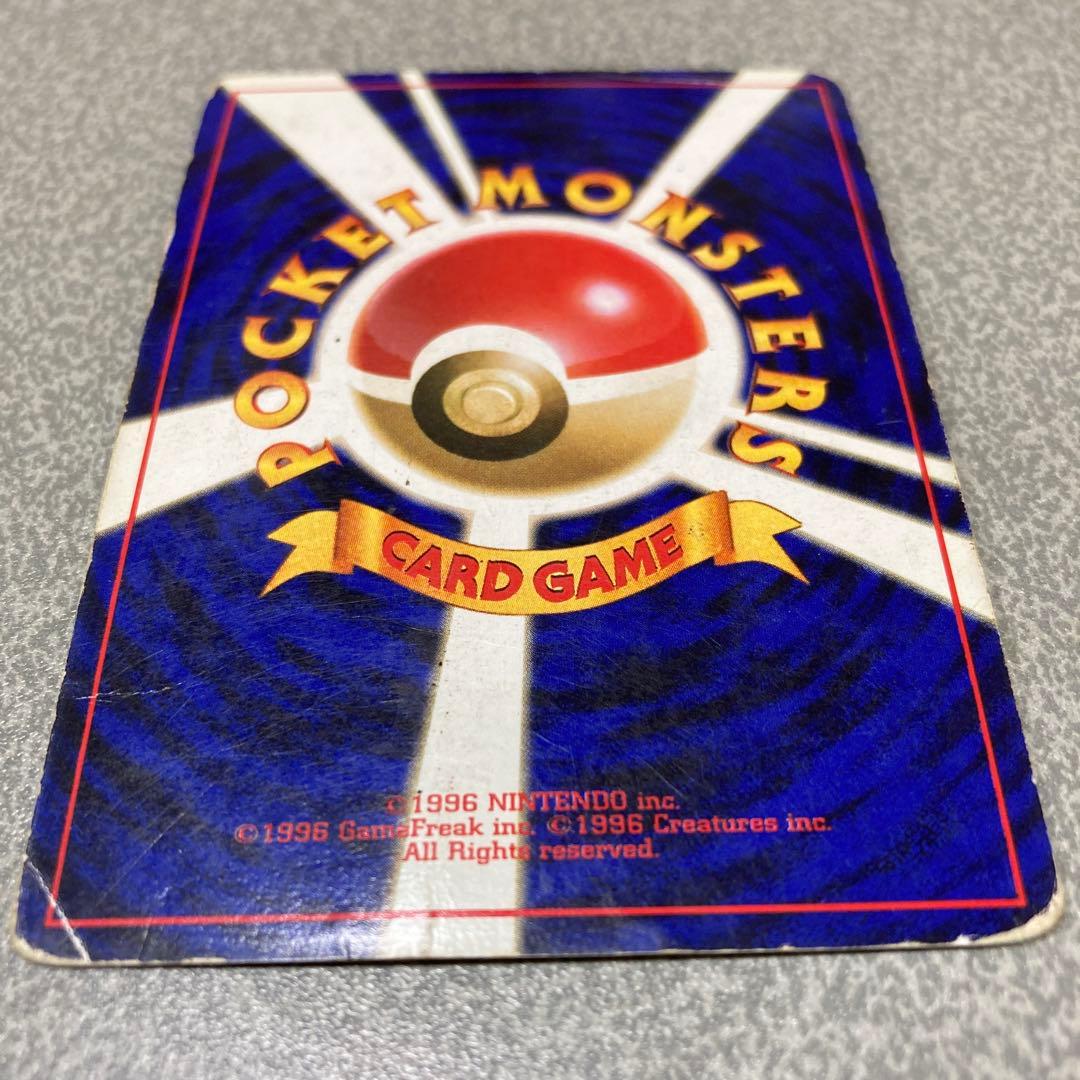 POCKET MONSTERS
CARD GAME
©1996 NINTENDO inc.
©1996 GameFreak inc. ©1996 Creatures inc.
All Rights reserved.